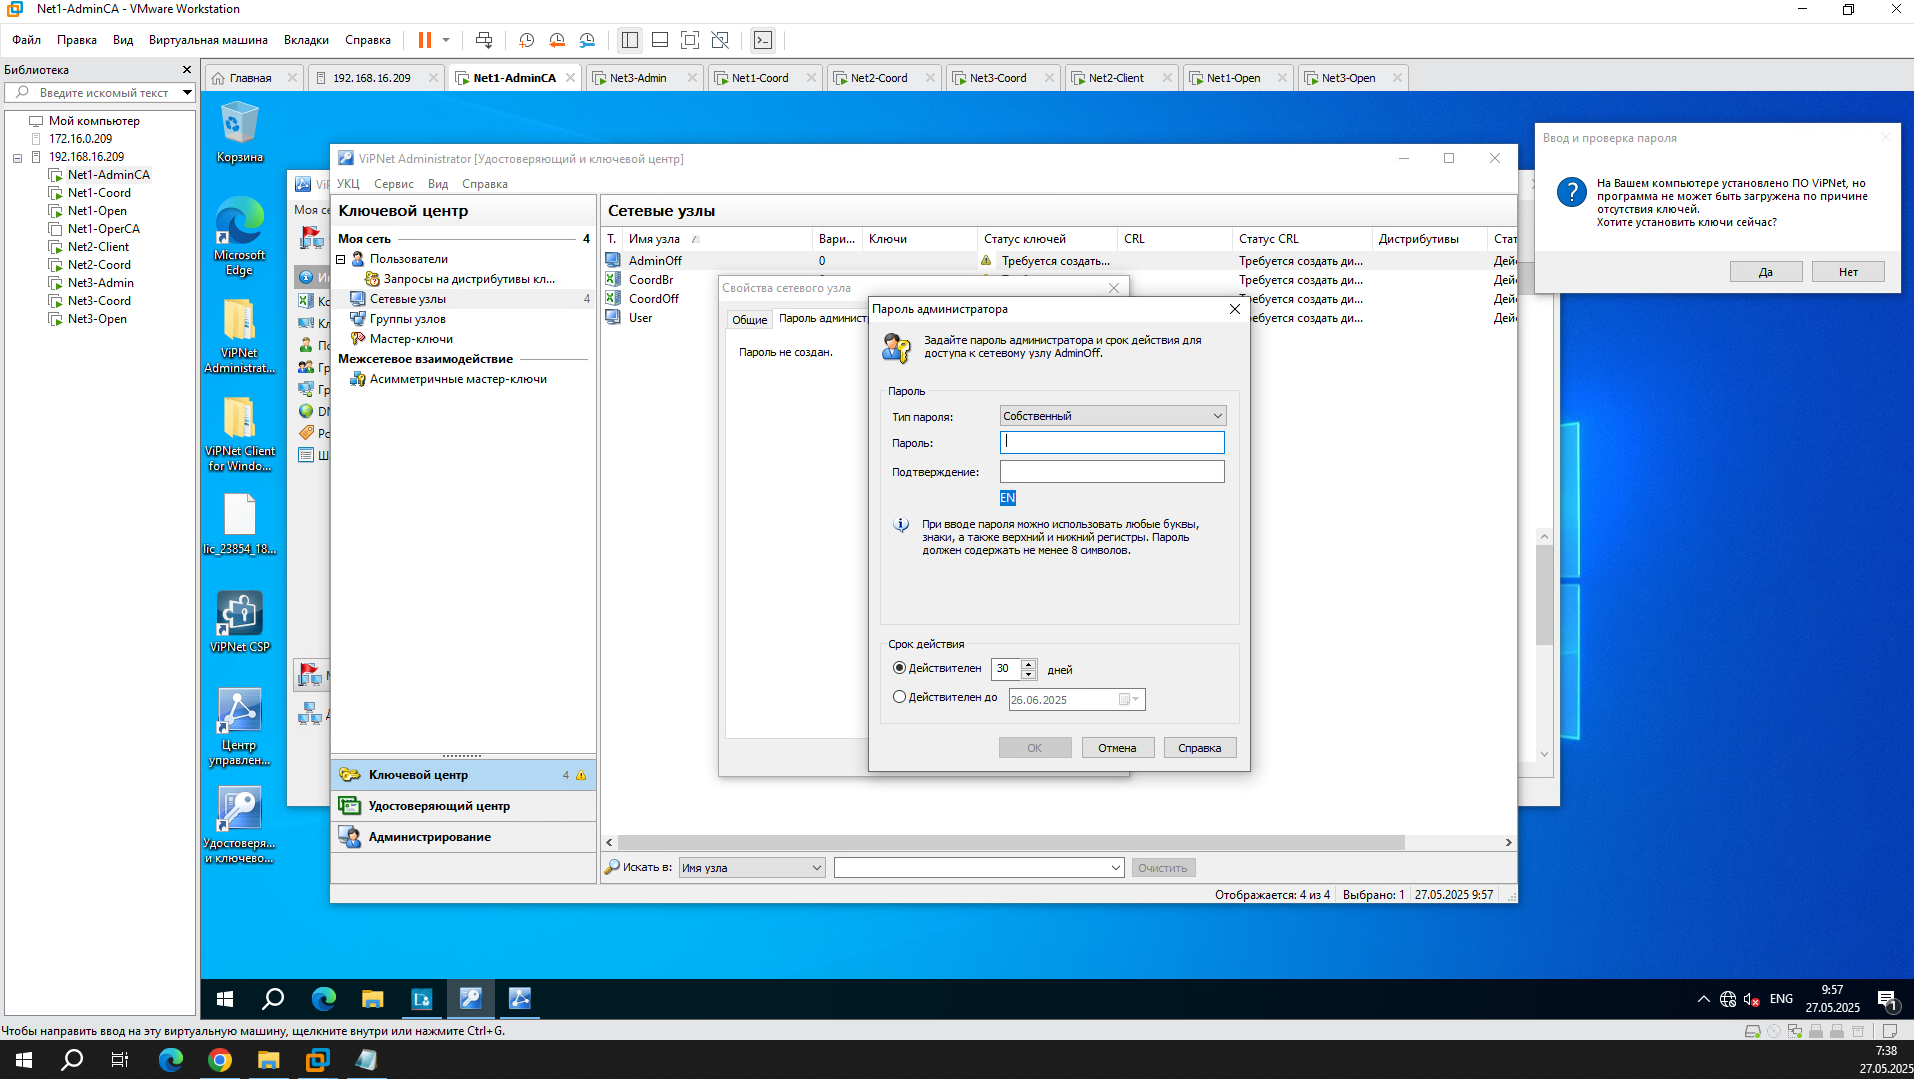 Net1-AdminCA - VMware Workstation
Файл Правка Вид Виртуальная машина Вкладки Справка
Библиотека
Введите искомый текст
Мой компьютер
172.16.0.209
192.168.16.209
Net1-AdminCA
Net1-Coord
Net1-Open
Net1-OperCA
Net2-Client
Net2-Coord
Net3-Admin
Net3-Coord
Net3-Open
Главная 192.168.16.209 Net1-AdminCA Net3-Admin Net1-Coord Net2-Coord Net3-Coord Net2-Client Net1-Open Net3-Open
Корзина
Microsoft
Edge
ViPNet
Administrat...
ViPNet Client
for Windo...
lic_23854_18...
ViPNet CSP
Центр
управлен...
Удостоверя...
и ключево...
ViP
Моя се
ViPNet Administrator [Удостоверяющий и ключевой центр]
УКЦ Сервис Вид Справка
Ключевой центр
Моя сеть 4
Пользователи
Запросы на дистрибутивы кл...
Сетевые узлы 4
Группы узлов
Мастер-ключи
Межсетевое взаимодействие
Асимметричные мастер-ключи
Ключевой центр 4
Удостоверяющий центр
Администрирование
Сетевые узлы
Т. Имя узла Вари... Ключи Статус ключей CRL Статус CRL Дистрибутивы Стат
AdminOff 0 Требуется создать... Требуется создать ди... Дейс
CoordBr Требуется создать ди... Дейс
CoordOff ебуется создать ди...
User ебуется создать ди... Дейс
Свойства сетевого узла
Общие Пароль админист
Пароль не создан.
Пароль администратора
Задайте пароль администратора и срок действия для
доступа к сетевому узлу AdminOff.
Пароль
Тип пароля: Собственный
Пароль:
Подтверждение:
EN
При вводе пароля можно использовать любые буквы,
знаки, а также верхний и нижний регистры. Пароль
должен содержать не менее 8 символов.
Срок действия
Действителен 30 дней
Действителен до 26.06.2025
OK Отмена Справка
Искать в: Имя узла Очистить
Отображается: 4 из 4 Выбрано: 1 27.05.2025 9:57
Ввод и проверка пароля
На Вашем компьютере установлено ПО ViPNet, но
программа не может быть загружена по причине
отсутствия ключей.
Хотите установить ключи сейчас?
Да Нет
ENG
9:57
27.05.2025
1
Чтобы направить ввод на эту виртуальную машину, щелкните внутри или нажмите Ctrl+G.
7:38
27.05.2025